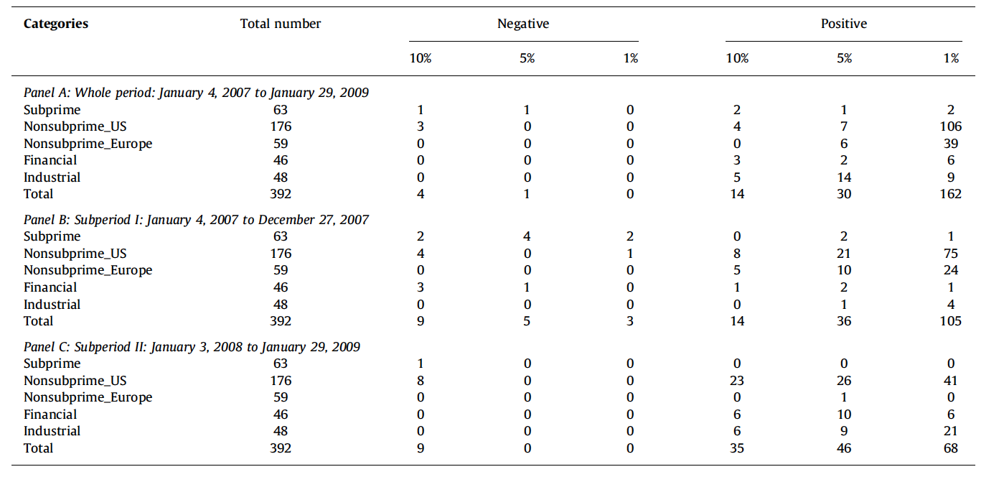 Categories Total number Negative Positive
10% 5% 1% 10% 5% 1%
Panel A: Whole period: January 4, 2007 to January 29, 2009
Subprime 63 1 1 0 2 1 2
Nonsubprime_US 176 3 0 0 4 7 106
Nonsubprime_Europe 59 0 0 0 0 6 39
Financial 46 0 0 0 3 2 6
Industrial 48 0 0 0 5 14 9
Total 392 4 1 0 14 30 162
Panel B: Subperiod I: January 4, 2007 to December 27, 2007
Subprime 63 2 4 2 0 2 1
Nonsubprime_US 176 4 0 1 8 21 75
Nonsubprime_Europe 59 0 0 0 5 10 24
Financial 46 3 1 0 1 2 1
Industrial 48 0 0 0 0 1 4
Total 392 9 5 3 14 36 105
Panel C: Subperiod II: January 3, 2008 to January 29, 2009
Subprime 63 1 0 0 0 0 0
Nonsubprime_US 176 8 0 0 23 26 41
Nonsubprime_Europe 59 0 0 0 0 1 0
Financial 46 0 0 0 6 10 6
Industrial 48 0 0 0 6 9 21
Total 392 9 0 0 35 46 68